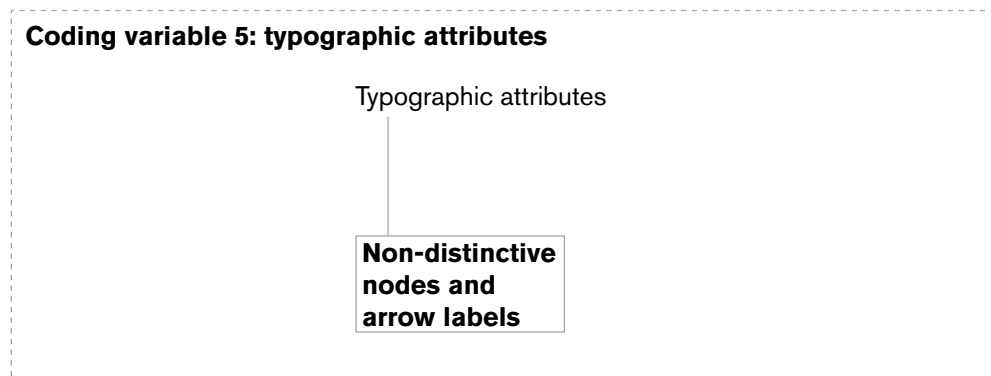 Coding variable 5: typographic attributes
Typographic attributes
Non-distinctive
nodes and
arrow labels